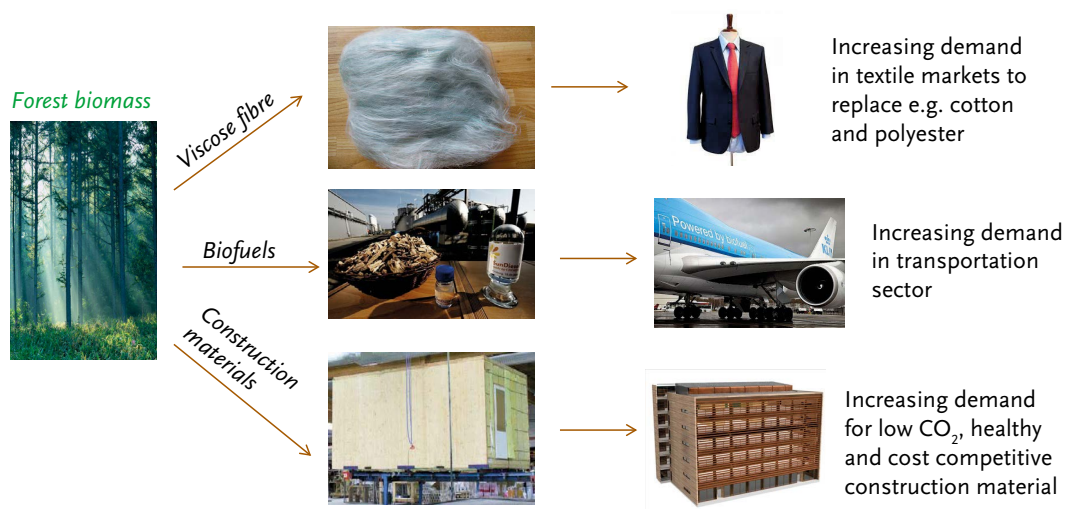 Forest biomass
Viscose fibre
Increasing demand
in textile markets to
replace e.g. cotton
and polyester
Biofuels
Powered by
KLM
Increasing demand
in transportation
sector
Construction
materials
Increasing demand
for low CO₂, healthy
and cost competitive
construction material